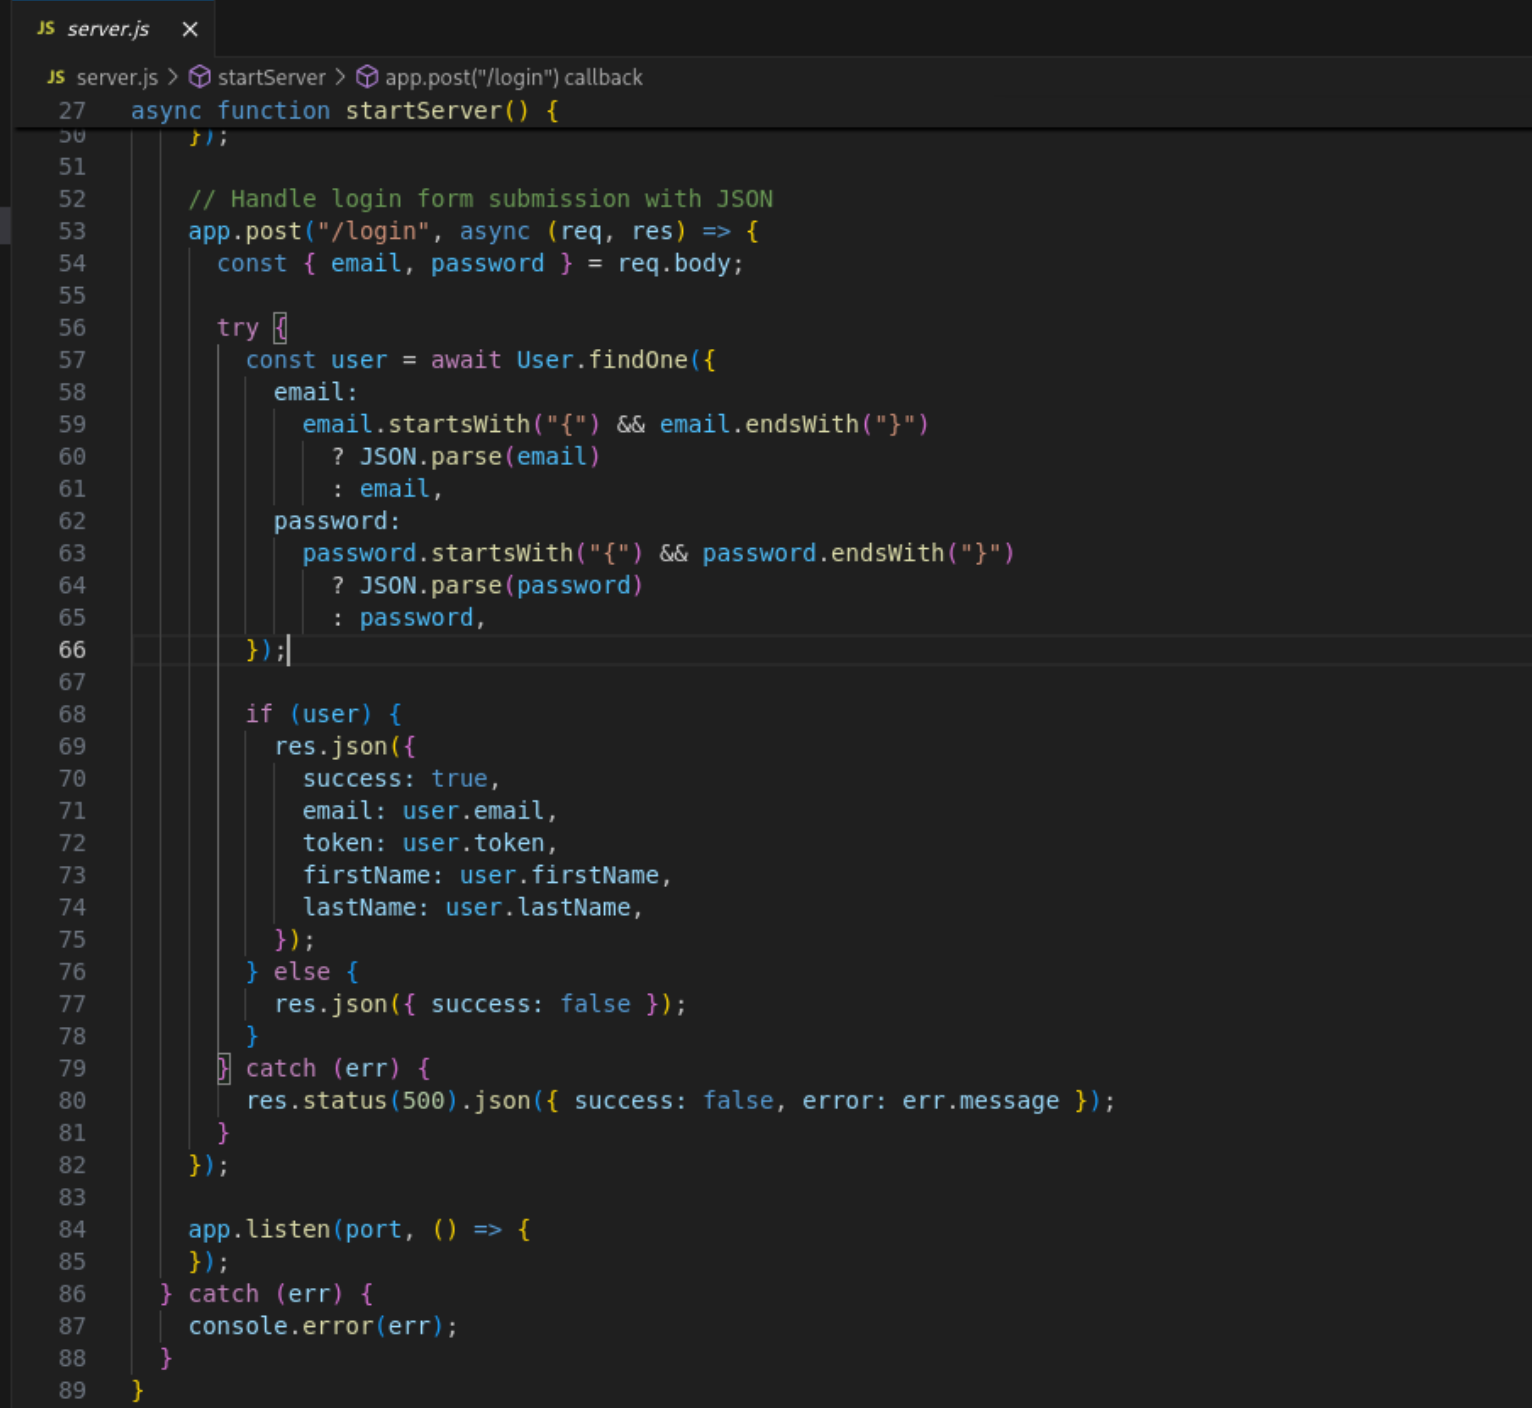 JS server.js ×
JS server.js > startServer > app.post("/login") callback
27 async function startServer() {
50 });
51
52 // Handle login form submission with JSON
53 app.post("/login", async (req, res) => {
54 const { email, password } = req.body;
55
56 try {
57 const user = await User.findOne({
58 email:
59 email.startsWith("{") && email.endsWith("}")
60 ? JSON.parse(email)
61 : email,
62 password:
63 password.startsWith("{") && password.endsWith("}")
64 ? JSON.parse(password)
65 : password,
66 });
67
68 if (user) {
69 res.json({
70 success: true,
71 email: user.email,
72 token: user.token,
73 firstName: user.firstName,
74 lastName: user.lastName,
75 });
76 } else {
77 res.json({ success: false });
78 }
79 } catch (err) {
80 res.status(500).json({ success: false, error: err.message });
81 }
82 });
83
84 app.listen(port, () => {
85 });
86 } catch (err) {
87 console.error(err);
88 }
89 }